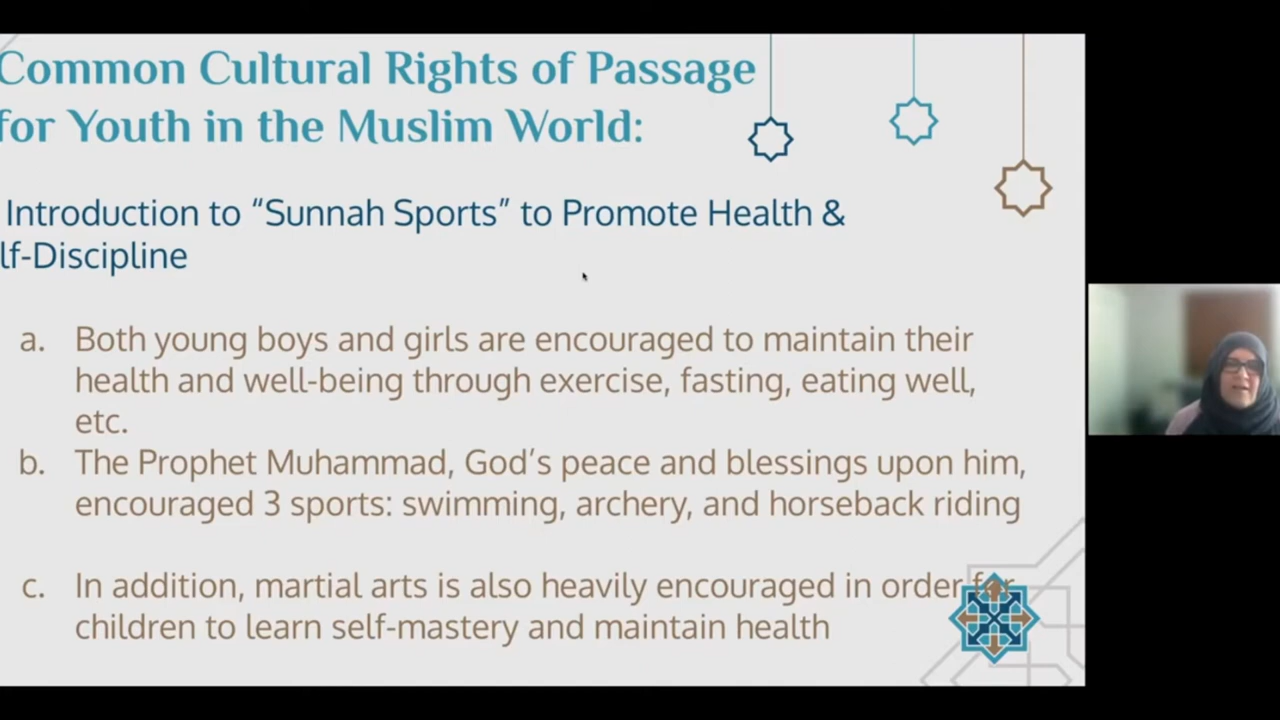 Common Cultural Rights of Passage
for Youth in the Muslim World:
Introduction to “Sunnah Sports” to Promote Health &
lf-Discipline
a. Both young boys and girls are encouraged to maintain their
health and well-being through exercise, fasting, eating well,
etc.
b. The Prophet Muhammad, God’s peace and blessings upon him,
encouraged 3 sports: swimming, archery, and horseback riding
c. In addition, martial arts is also heavily encouraged in order for
children to learn self-mastery and maintain health